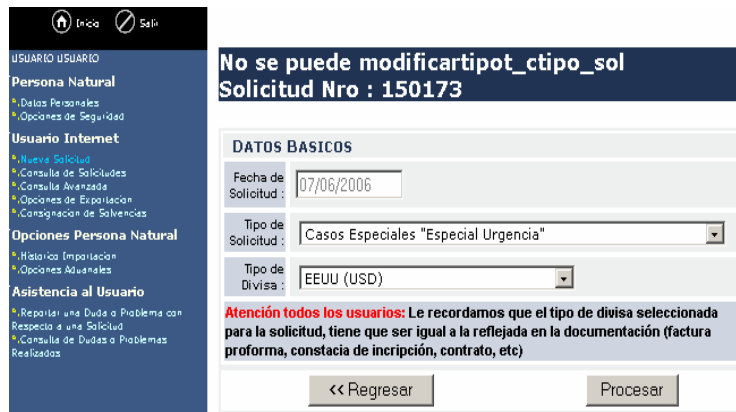 Inicio Salir
USUARIO USUARIO
Persona Natural
Datos Personales
Opciones de Seguridad
Usuario Internet
Nueva Solicitud
Consulta de Solicitudes
Consulta Avanzada
Opciones de Exportacion
Consignacion de Solvencias
Opciones Persona Natural
Historico Importacion
Opciones Aduanales
Asistencia al Usuario
Reportar una Duda o Problema con
Respecto a una Solicitud
Consulta de Dudas o Problemas
Realizados
No se puede modificartipot_ctipo_sol
Solicitud Nro : 150173
DATOS BASICOS
Fecha de
Solicitud :
07/06/2006
Tipo de
Solicitud :
Casos Especiales "Especial Urgencia"
Tipo de
Divisa :
EEUU (USD)
Atención todos los usuarios: Le recordamos que el tipo de divisa seleccionada
para la solicitud, tiene que ser igual a la reflejada en la documentación (factura
proforma, constacia de incripción, contrato, etc)
<< Regresar
Procesar